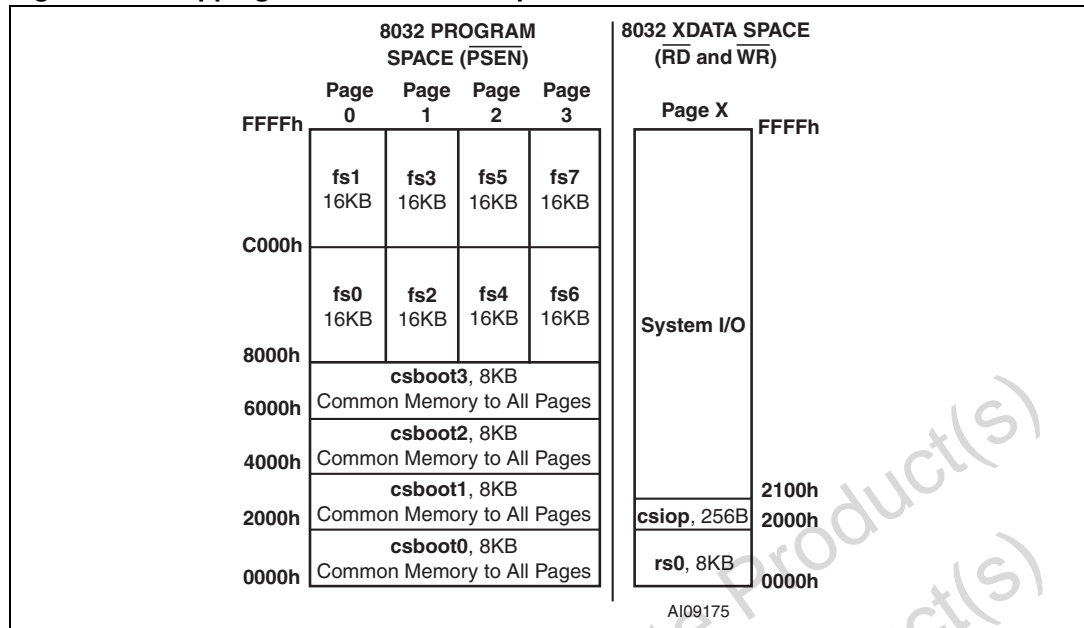 8032 PROGRAM
SPACE (PSEN)
Page 0
Page 1
Page 2
Page 3
FFFFh
fs1
16KB
fs3
16KB
fs5
16KB
fs7
16KB
C000h
fs0
16KB
fs2
16KB
fs4
16KB
fs6
16KB
8000h
csboot3, 8KB
Common Memory to All Pages
6000h
csboot2, 8KB
Common Memory to All Pages
4000h
csboot1, 8KB
Common Memory to All Pages
2000h
csboot0, 8KB
Common Memory to All Pages
0000h
8032 XDATA SPACE
(RD and WR)
Page X
FFFFh
System I/O
2100h
csiop, 256B
2000h
rs0, 8KB
0000h
AI09175
Product(s)
ct(s)